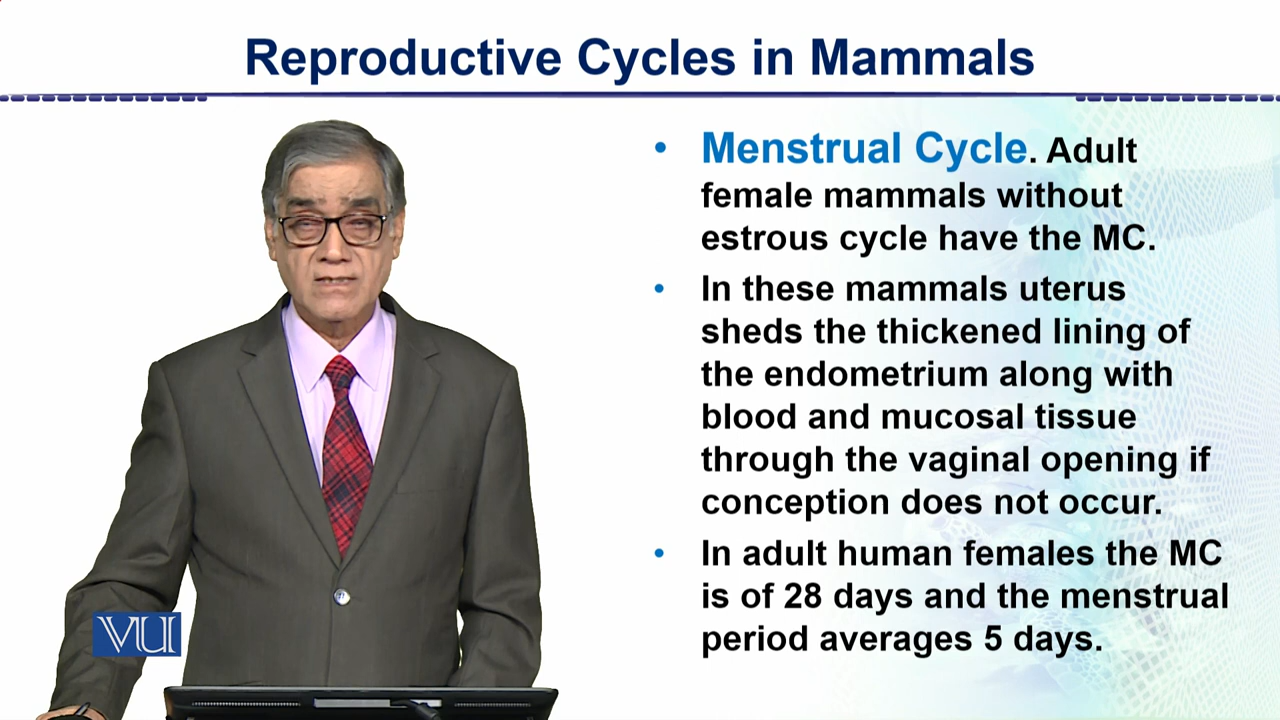 Reproductive Cycles in Mammals
• Menstrual Cycle. Adult
female mammals without
estrous cycle have the MC.
• In these mammals uterus
sheds the thickened lining of
the endometrium along with
blood and mucosal tissue
through the vaginal opening if
conception does not occur.
• In adult human females the MC
is of 28 days and the menstrual
period averages 5 days.
VU